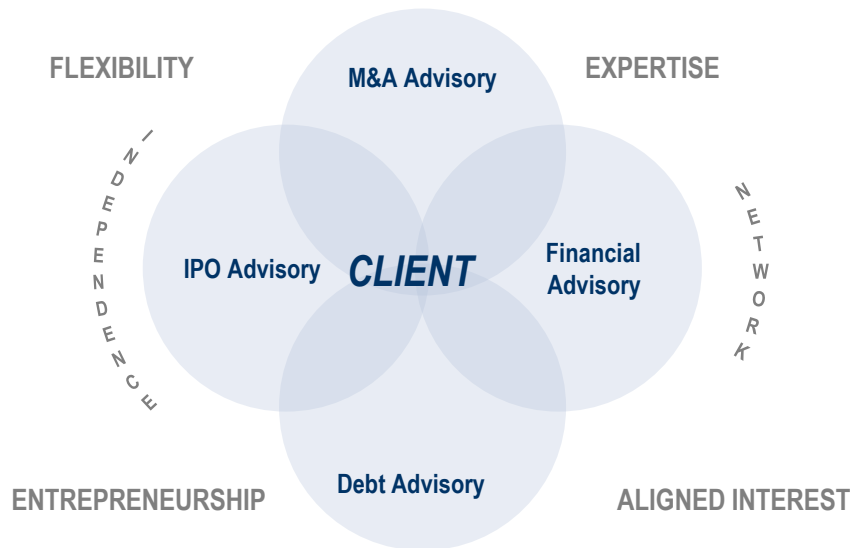 FLEXIBILITY
M&A Advisory
EXPERTISE
INDEPENDENCE
IPO Advisory
CLIENT
Financial
Advisory
NETWORK
Debt Advisory
ENTREPRENEURSHIP
ALIGNED INTEREST